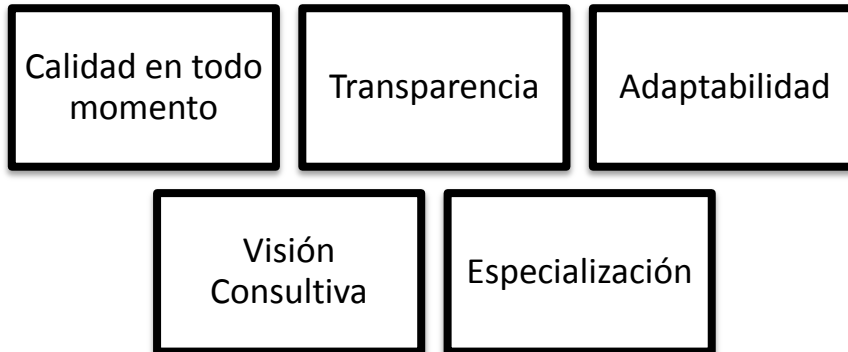 Calidad en todo
momento
Transparencia
Adaptabilidad
Visión
Consultiva
Especialización